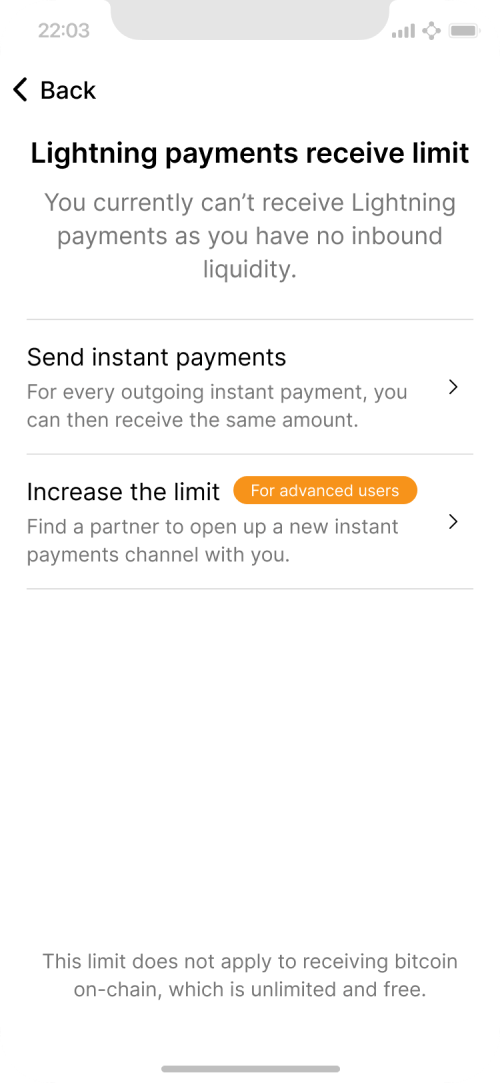 22:03
Back
Lightning payments receive limit
You currently can’t receive Lightning
payments as you have no inbound
liquidity.
Send instant payments
For every outgoing instant payment, you
can then receive the same amount.
Increase the limit For advanced users
Find a partner to open up a new instant
payments channel with you.
This limit does not apply to receiving bitcoin
on-chain, which is unlimited and free.